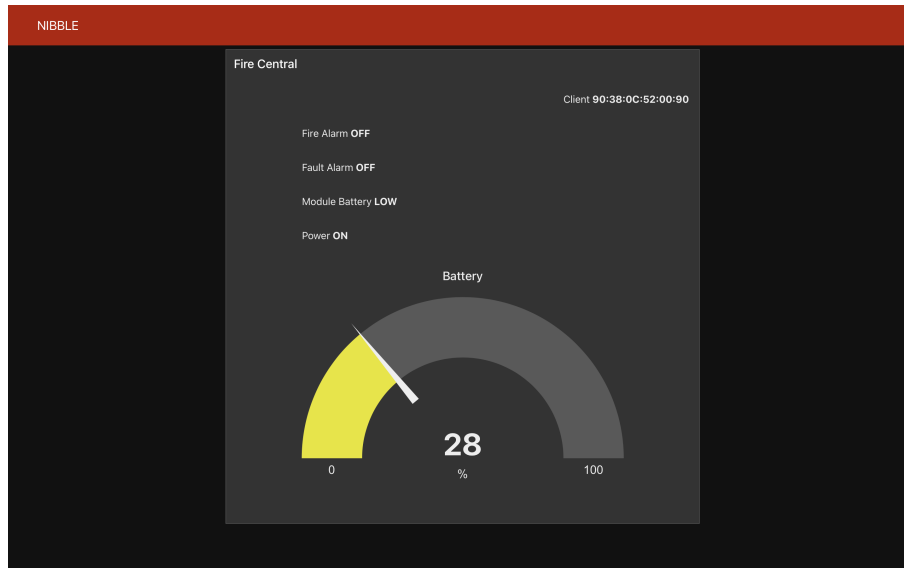 NIBBLE
Fire Central
Client 90:38:0C:52:00:90
Fire Alarm OFF
Fault Alarm OFF
Module Battery LOW
Power ON
Battery
28
0 % 100